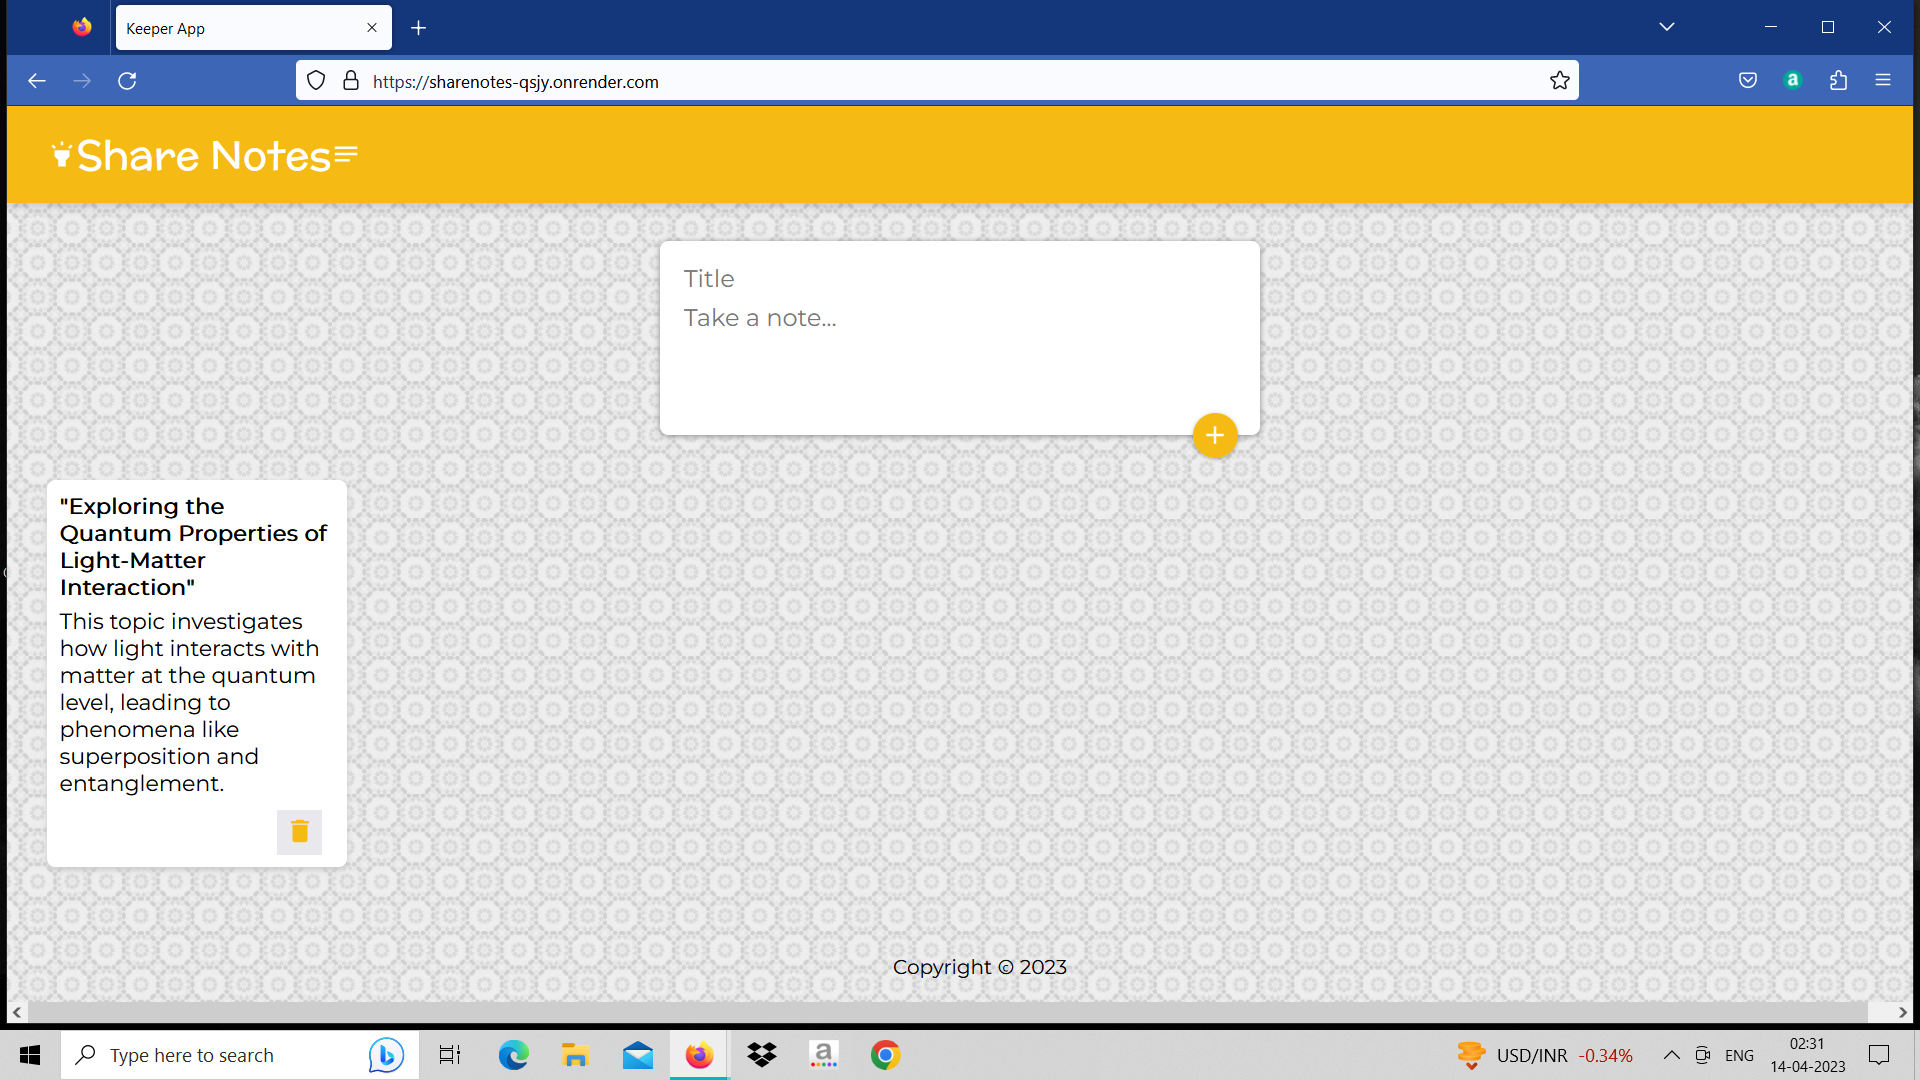 Keeper App
https://sharenotes-qsjy.onrender.com
Share Notes
Title
Take a note...
"Exploring the
Quantum Properties of
Light-Matter
Interaction"
This topic investigates
how light interacts with
matter at the quantum
level, leading to
phenomena like
superposition and
entanglement.
Copyright © 2023
Type here to search
USD/INR -0.34%
ENG
02:31
14-04-2023